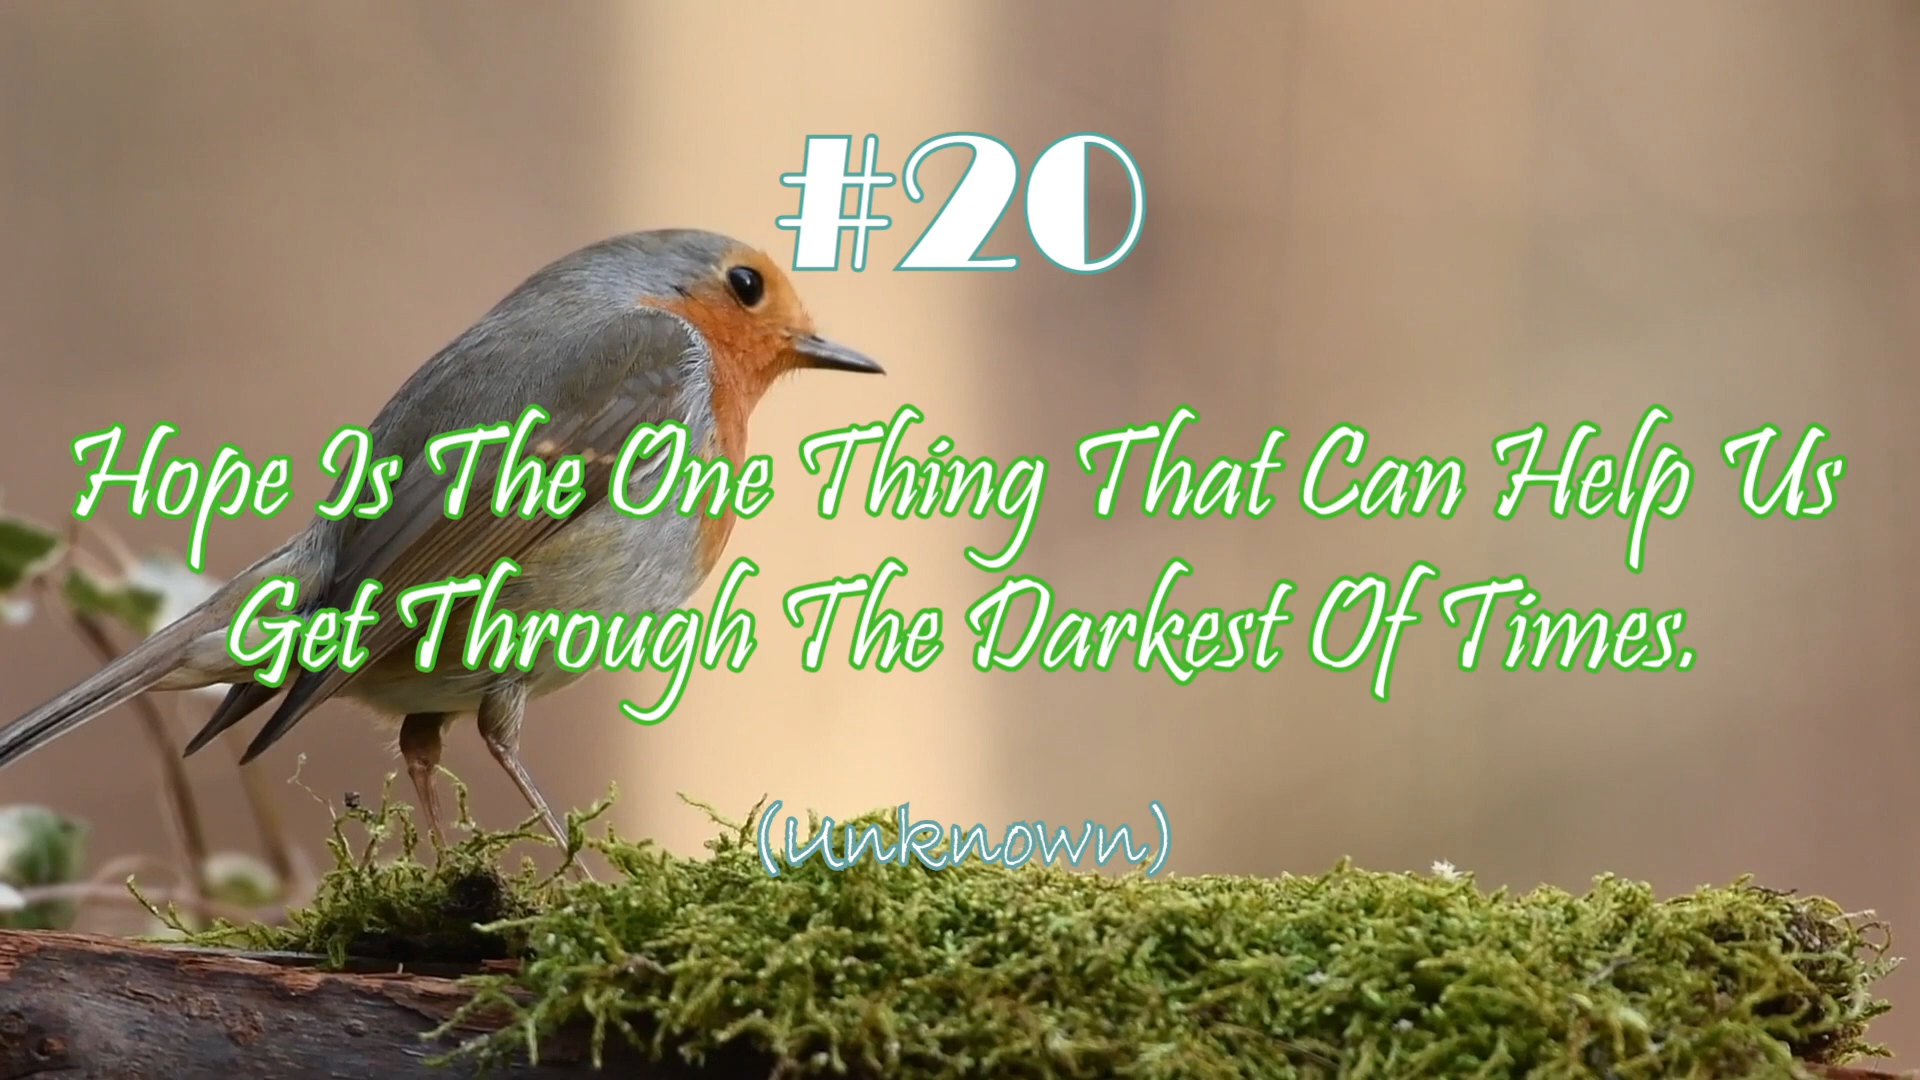 #20
Hope Is The One Thing That Can Help Us
Get Through The Darkest Of Times.
(unknown)